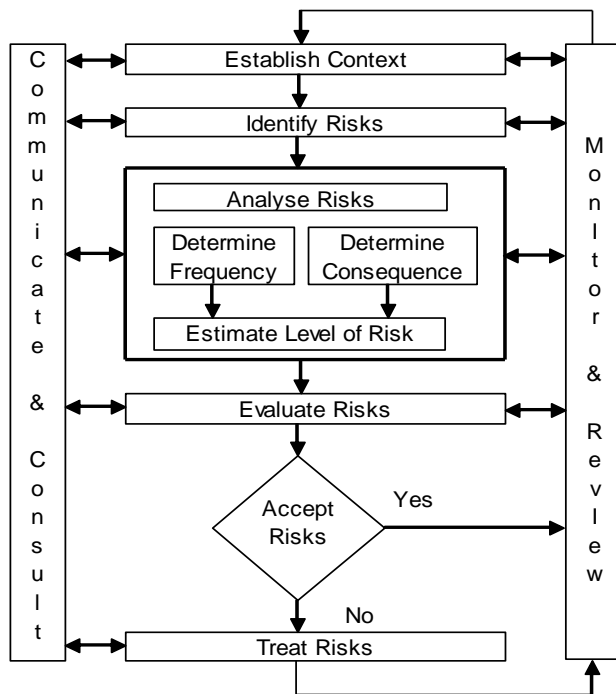 Communicate & Consult
Establish Context
Identify Risks
Analyse Risks
Determine
Frequency
Determine
Consequence
Estimate Level of Risk
Evaluate Risks
Accept
Risks
Yes
No
Treat Risks
MonItor & RevIew